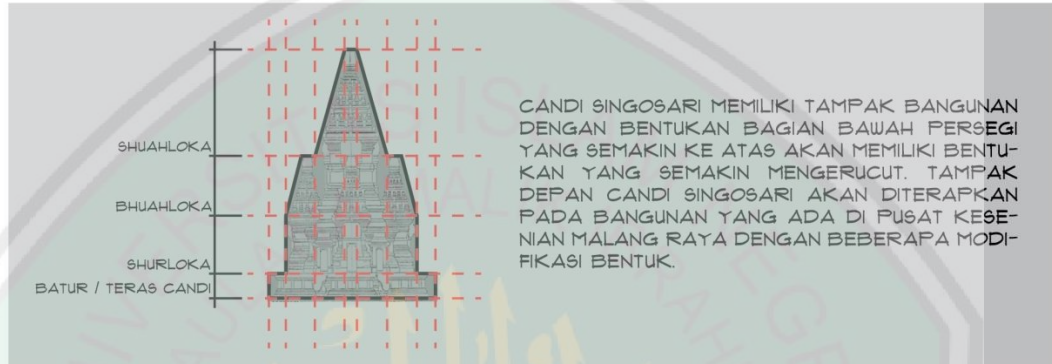 SHUAHLOKA
BHUAHLOKA
SHURLOKA
BATUR / TERAS CANDI
CANDI SINGOSARI MEMILIKI TAMPAK BANGUNAN
DENGAN BENTUKAN BAGIAN BAWAH PERSEGI
YANG SEMAKIN KE ATAS AKAN MEMILIKI BENTU-
KAN YANG SEMAKIN MENGERUCUT. TAMPAK
DEPAN CANDI SINGOSARI AKAN DITERAPKAN
PADA BANGUNAN YANG ADA DI PUSAT KESE-
NIAN MALANG RAYA DENGAN BEBERAPA MODI-
FIKASI BENTUK.